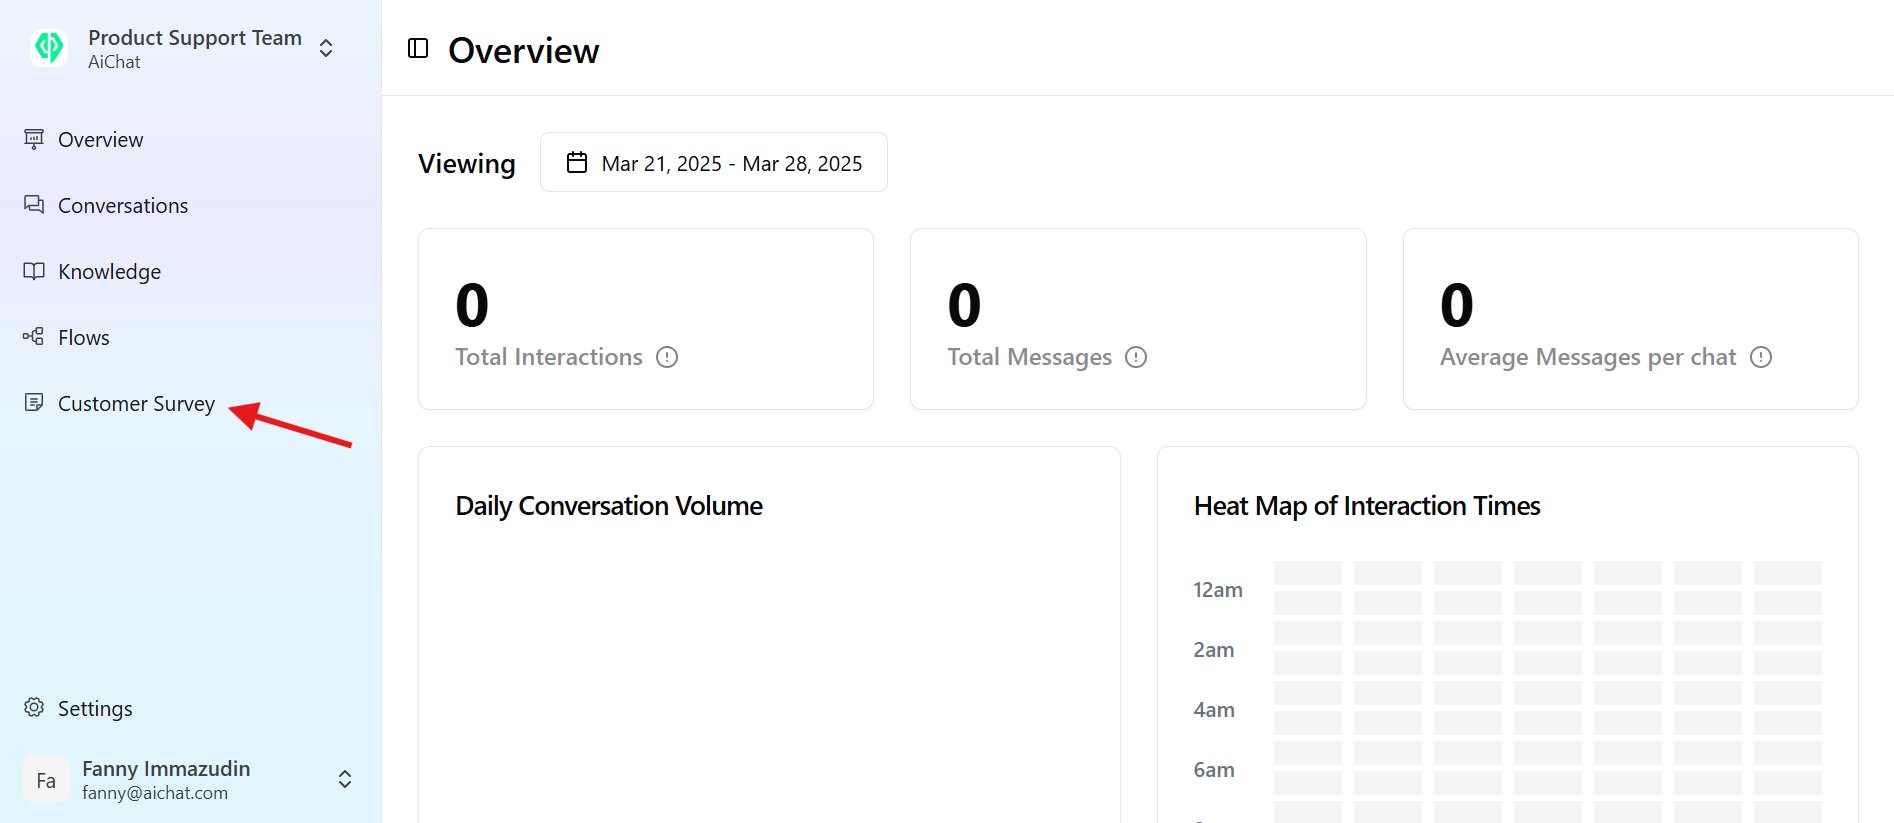 Product Support Team
AiChat
Overview
Conversations
Knowledge
Flows
Customer Survey
Settings
Fa
Fanny Immazudin
fanny@aichat.com
Overview
Viewing
Mar 21, 2025 - Mar 28, 2025
0
Total Interactions
0
Total Messages
0
Average Messages per chat
Daily Conversation Volume
Heat Map of Interaction Times
12am
2am
4am
6am